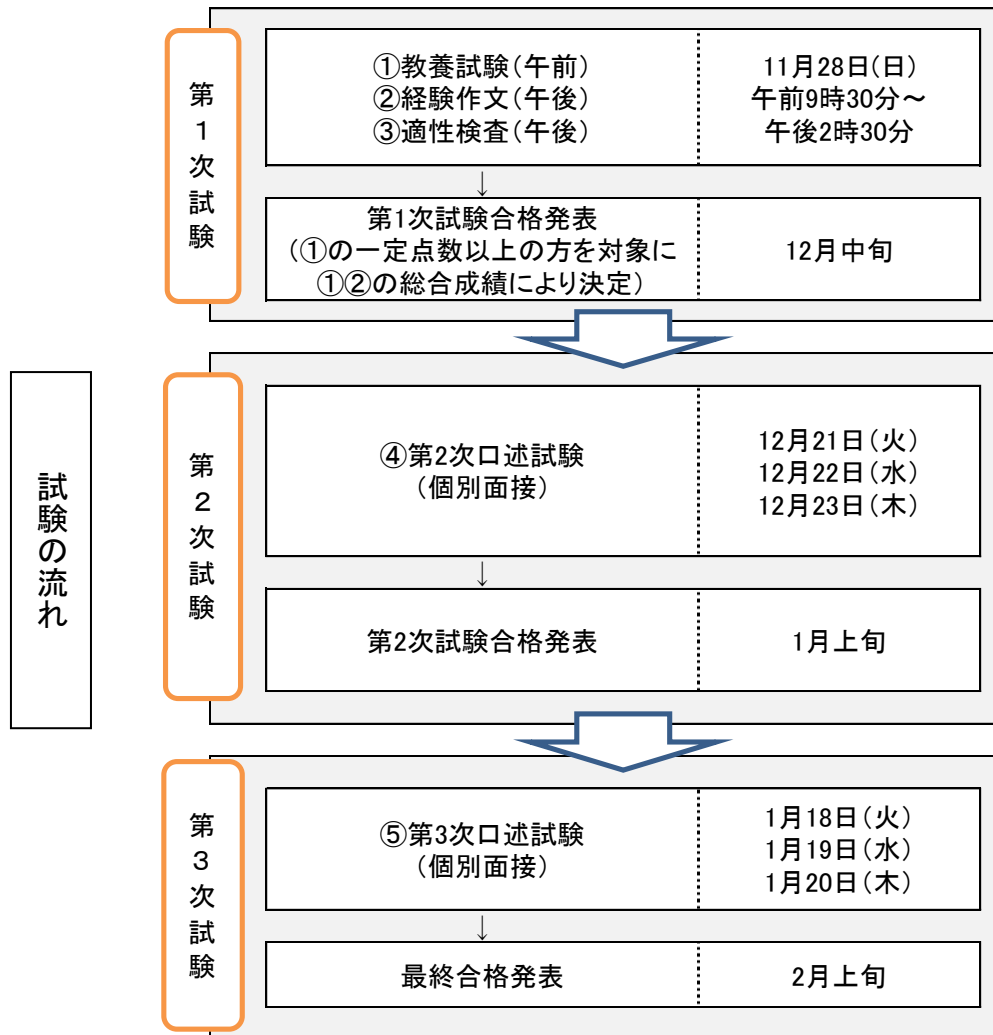 試験の流れ
第1次試験
①教養試験(午前)
②経験作文(午後)
③適性検査(午後)
11月28日(日)
午前9時30分～
午後2時30分
↓
第1次試験合格発表
(①の一定点数以上の方を対象に
①②の総合成績により決定)
12月中旬
第2次試験
④第2次口述試験
(個別面接)
12月21日(火)
12月22日(水)
12月23日(木)
↓
第2次試験合格発表
1月上旬
第3次試験
⑤第3次口述試験
(個別面接)
1月18日(火)
1月19日(水)
1月20日(木)
↓
最終合格発表
2月上旬